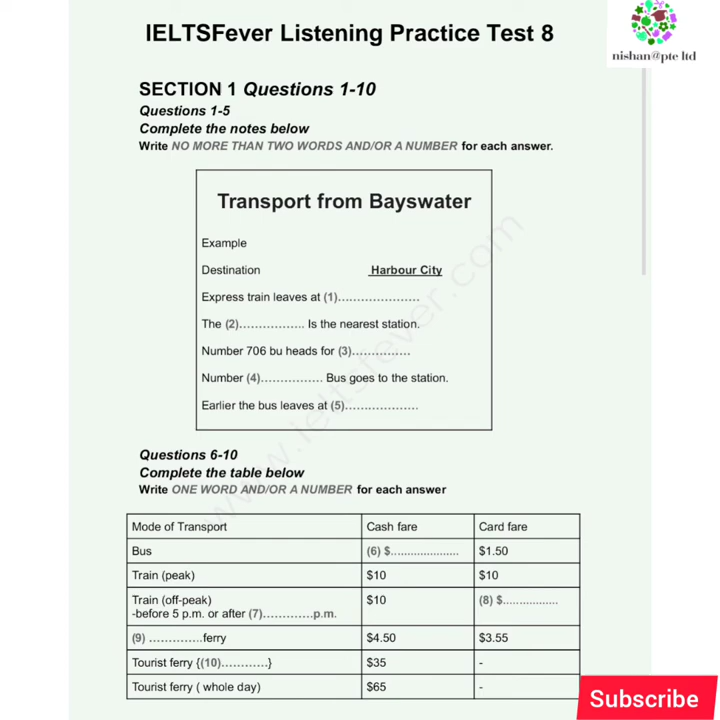 IELTSFever Listening Practice Test 8
nishan@pte ltd
SECTION 1 Questions 1-10
Questions 1-5
Complete the notes below
Write NO MORE THAN TWO WORDS AND/OR A NUMBER for each answer.
Transport from Bayswater
Example
Destination Harbour City
Express train leaves at (1).....................
The (2)................. Is the nearest station.
Number 706 bu heads for (3)...............
Number (4)................ Bus goes to the station.
Earlier the bus leaves at (5)...................
www.ieltsfever.com
Questions 6-10
Complete the table below
Write ONE WORD AND/OR A NUMBER for each answer
Mode of Transport Cash fare Card fare
Bus (6) $..................... $1.50
Train (peak) $10 $10
Train (off-peak) $10 (8) $.................
-before 5 p.m. or after (7).............p.m.
(9) ..............ferry $4.50 $3.55
Tourist ferry {(10)............} $35 -
Tourist ferry ( whole day) $65 -
Subscribe